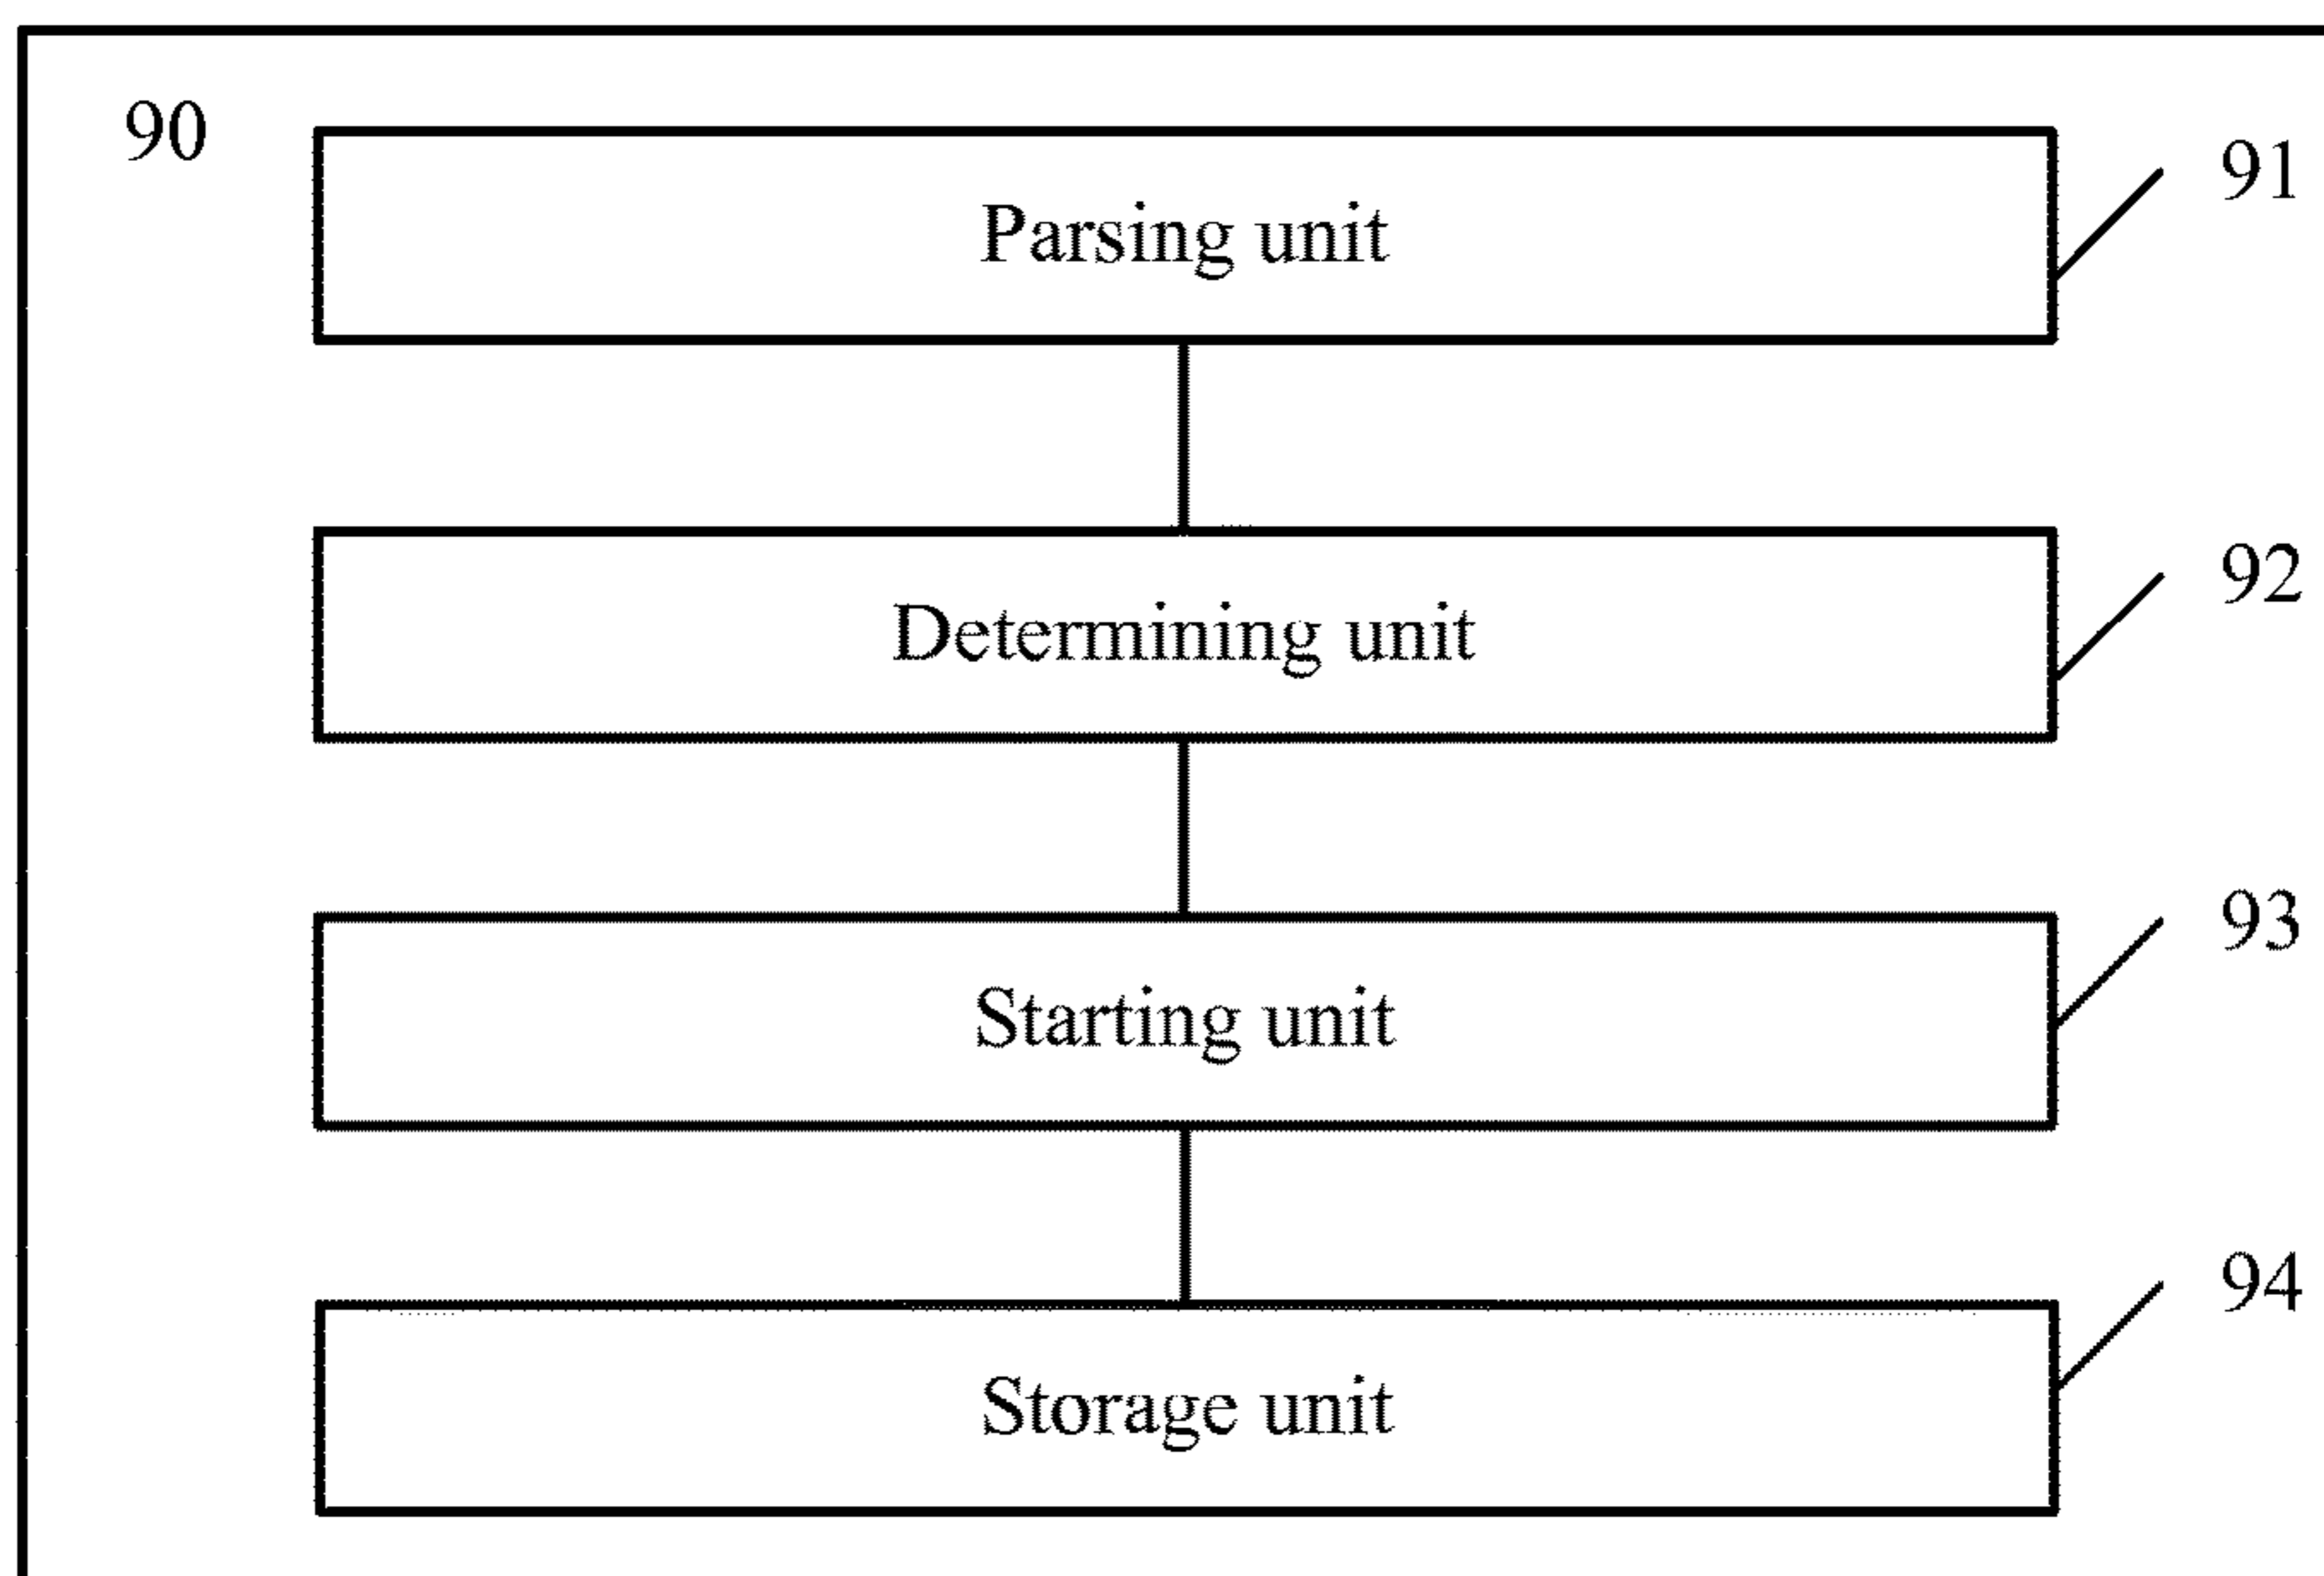 90
Parsing unit
91
Determining unit
92
Starting unit
93
Storage unit
94